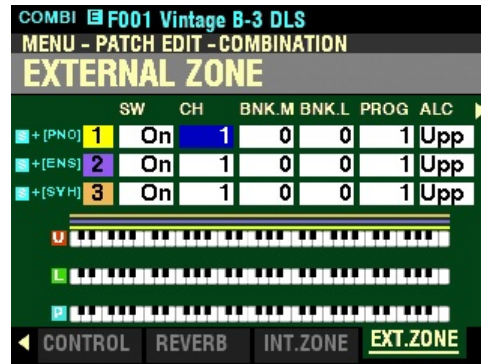 COMBI E F001 Vintage B-3 DLS
MENU - PATCH EDIT - COMBINATION
EXTERNAL ZONE
SW CH BNK.M BNK.L PROG ALC
S + [PNO] 1 On 1 0 0 1 Upp
S + [ENS] 2 On 1 0 0 1 Upp
S + [SYH] 3 On 1 0 0 1 Upp
U
L
P
CONTROL REVERB INT.ZONE EXT.ZONE